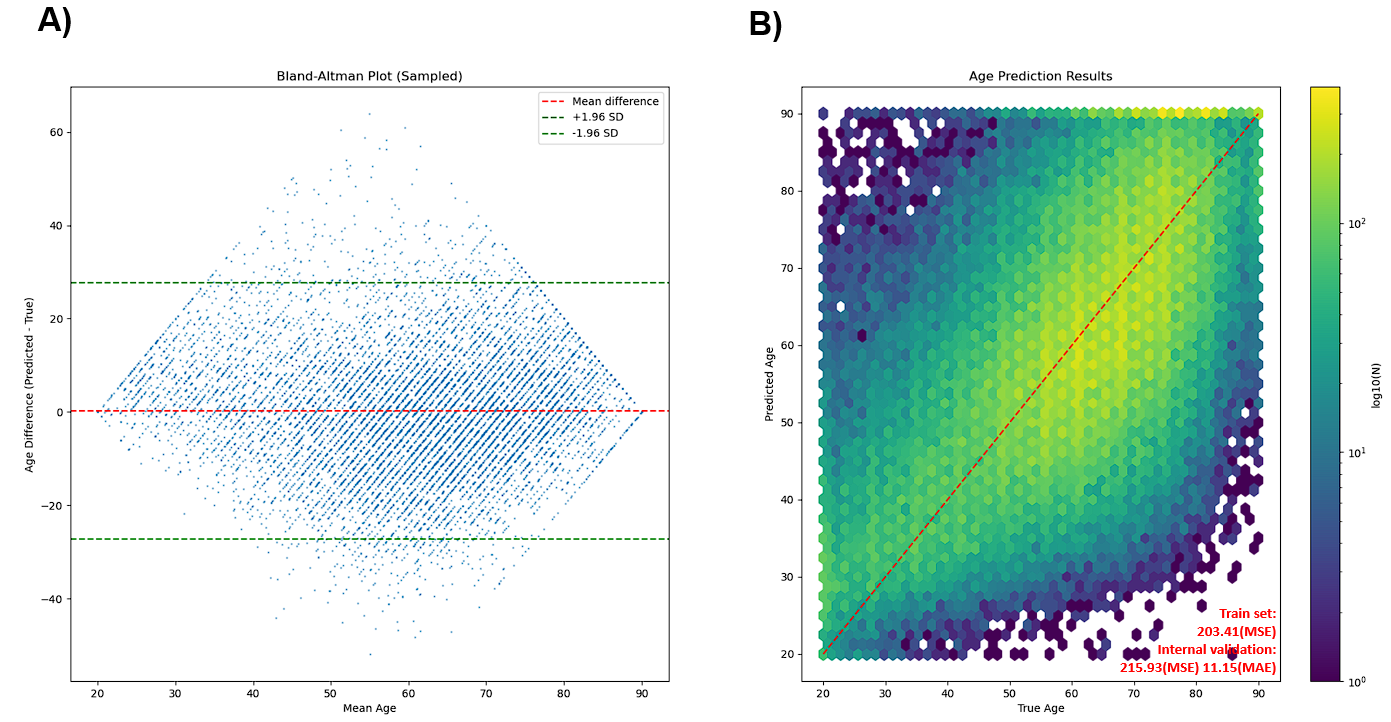 A)
B)
Bland-Altman Plot (Sampled)
Mean difference
+1.96 SD
-1.96 SD
60
40
20
0
−20
−40
Age Difference (Predicted - True)
20 30 40 50 60 70 80 90
Mean Age
Age Prediction Results
90
80
70
60
50
40
30
20
Predicted Age
20 30 40 50 60 70 80 90
True Age
Train set:
203.41(MSE)
Internal validation:
215.93(MSE) 11.15(MAE)
10²
10¹
10⁰
log10(N)